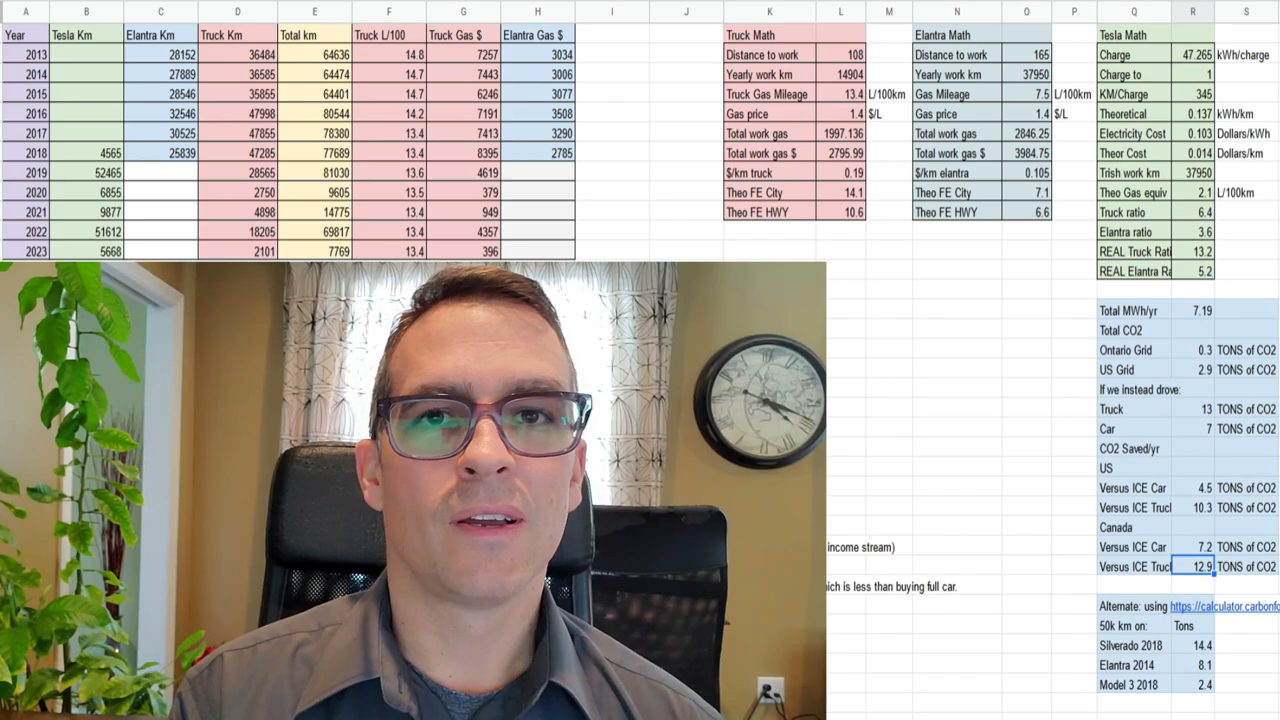 A B C D E F G H I J K L M N O P Q R S
Year Tesla Km Elantra Km Truck Km Total km Truck L/100 Truck Gas $ Elantra Gas $ Truck Math Elantra Math Tesla Math
2013 28152 36484 64636 14.8 7257 3034 Distance to work 108 Distance to work 165 Charge 47.265 kWh/charge
2014 27889 36585 64474 14.7 7443 3006 Yearly work km 14904 Yearly work km 37950 Charge to 1
2015 28546 35855 64401 14.7 6246 3077 Truck Gas Mileage 13.4 L/100km Gas Mileage 7.5 L/100km KM/Charge 345
2016 32546 47998 80544 14.2 7191 3508 Gas price 1.4 $/L Gas price 1.4 $/L Theoretical 0.137 kWh/km
2017 30525 47855 78380 13.4 7413 3290 Total work gas 1997.136 Total work gas 2846.25 Electricity Cost 0.103 Dollars/kWh
2018 4565 25839 47285 77689 13.4 8395 2785 Total work gas $ 2795.99 Total work gas $ 3984.75 Theor Cost 0.014 Dollars/km
2019 52465 28565 81030 13.6 4619 $/km truck 0.19 $/km elantra 0.105 Trish work km 37950
2020 6855 2750 9605 13.5 379 Theo FE City 14.1 Theo FE City 7.1 Theo Gas equiv 2.1 L/100km
2021 9877 4898 14775 13.4 949 Theo FE HWY 10.6 Theo FE HWY 6.6 Truck ratio 6.4
2022 51612 18205 69817 13.4 4357 Elantra ratio 3.6
2023 5668 2101 7769 13.4 396 REAL Truck Rati 13.2
REAL Elantra Ra 5.2
Total MWh/yr 7.19
Total CO2
Ontario Grid 0.3 TONS of CO2
US Grid 2.9 TONS of CO2
If we instead drove:
Truck 13 TONS of CO2
Car 7 TONS of CO2
CO2 Saved/yr
US
Versus ICE Car 4.5 TONS of CO2
Versus ICE Truc 10.3 TONS of CO2
Canada
income stream) Versus ICE Car 7.2 TONS of CO2
Versus ICE Truc 12.9 TONS of CO2
which is less than buying full car.
Alternate: using https://calculator.carbonfo
50k km on: Tons
Silverado 2018 14.4
Elantra 2014 8.1
Model 3 2018 2.4